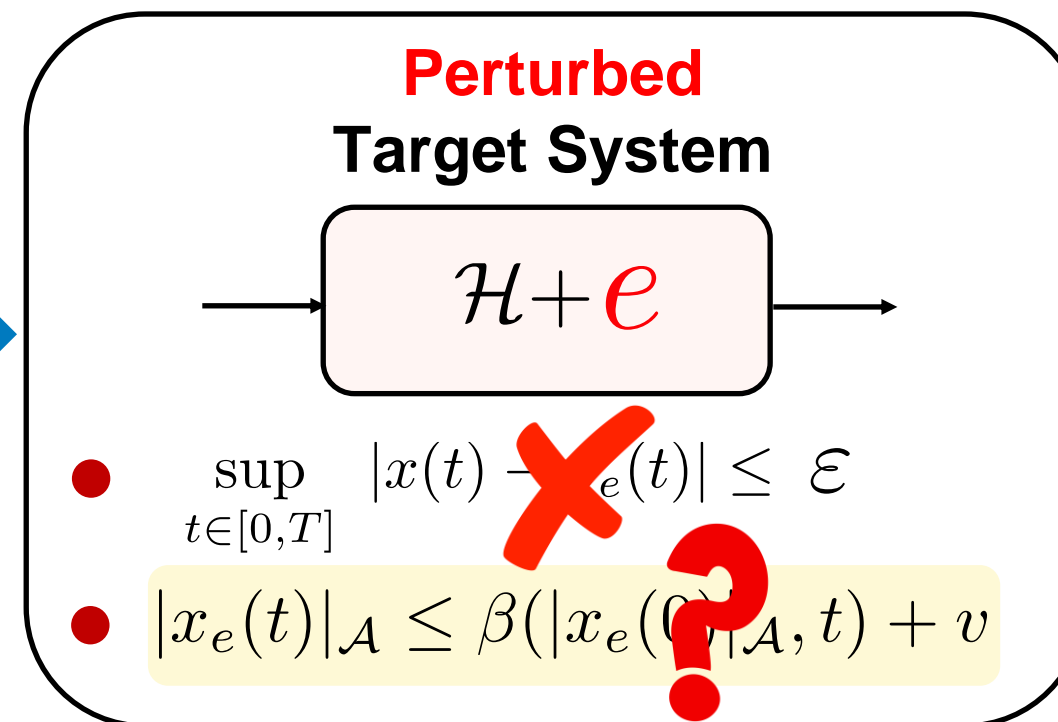 Perturbed
Target System
ℋ+e
sup |x(t) − x_e(t)| ≤ ε
t∈[0,T]
|x_e(t)|_𝒜 ≤ β(|x_e(0)|_𝒜, t) + v
?